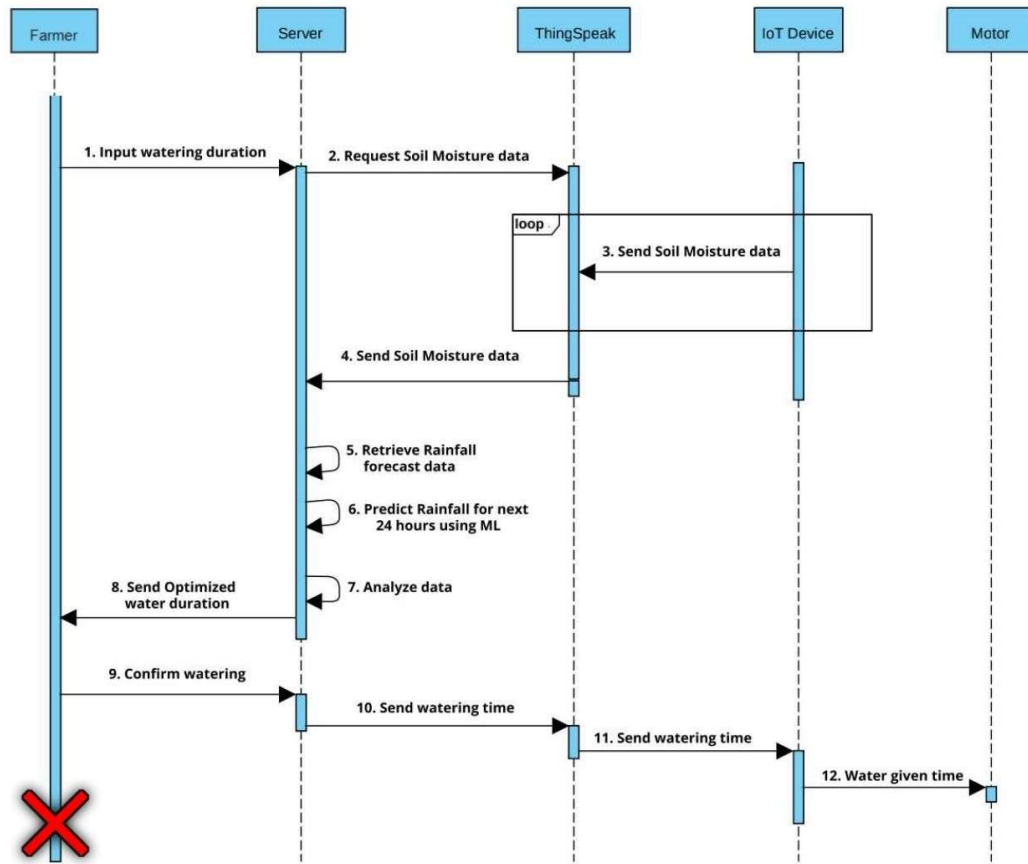 Farmer
Server
ThingSpeak
IoT Device
Motor
1. Input watering duration
2. Request Soil Moisture data
loop
3. Send Soil Moisture data
4. Send Soil Moisture data
5. Retrieve Rainfall
forecast data
6. Predict Rainfall for next
24 hours using ML
7. Analyze data
8. Send Optimized
water duration
9. Confirm watering
10. Send watering time
11. Send watering time
12. Water given time